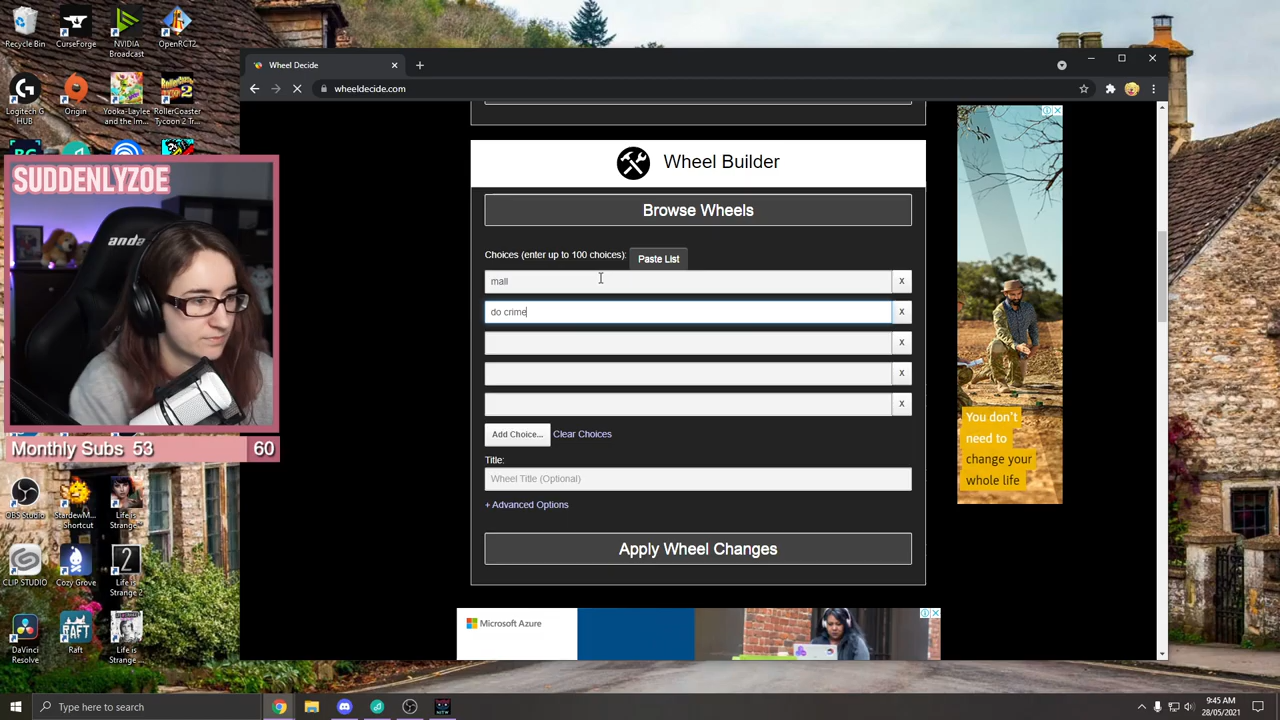 Recycle Bin
CurseForge
NVIDIA
Broadcast
OpenRCT2
Logitech G
HUB
Origin
Yooka-Laylee
and the Im...
RollerCoaster
Tycoon 2 Tr...
SUDDENLYZOE
anda
Monthly Subs 53
60
OBS Studio
StardewM...
- Shortcut
Life is
Strange...
CLIP STUDIO
Cozy Grove
Life is
Strange 2
DaVinci
Resolve
Raft
Life is
Strange ...
Wheel Decide
wheeldecide.com
Wheel Builder
Browse Wheels
Choices (enter up to 100 choices):
Paste List
mall
X
do crime
X
X
X
X
Add Choice...
Clear Choices
Title:
Wheel Title (Optional)
+ Advanced Options
Apply Wheel Changes
You don't
need to
change your
whole life
Microsoft Azure
Type here to search
NITW
9:45 AM
28/05/2021